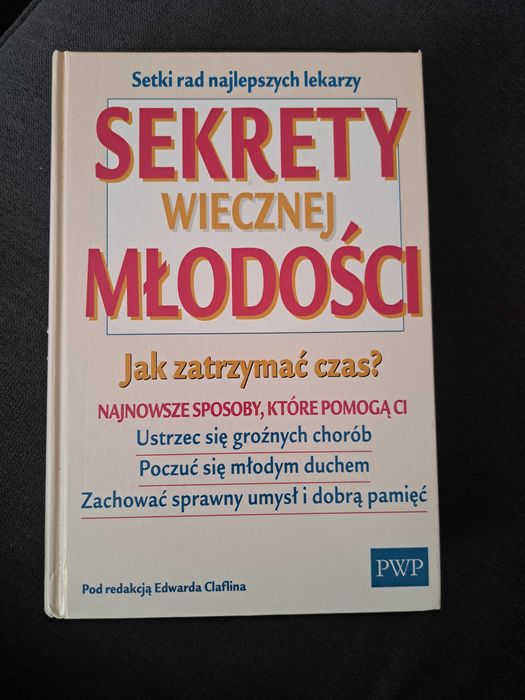 Setki rad najlepszych lekarzy
SEKRETY
WIECZNEJ
MŁODOŚCI
Jak zatrzymać czas?
NAJNOWSZE SPOSOBY, KTÓRE POMOGĄ CI
Ustrzec się groźnych chorób
Poczuć się młodym duchem
Zachować sprawny umysł i dobrą pamięć
Pod redakcją Edwarda Claflina
PWP